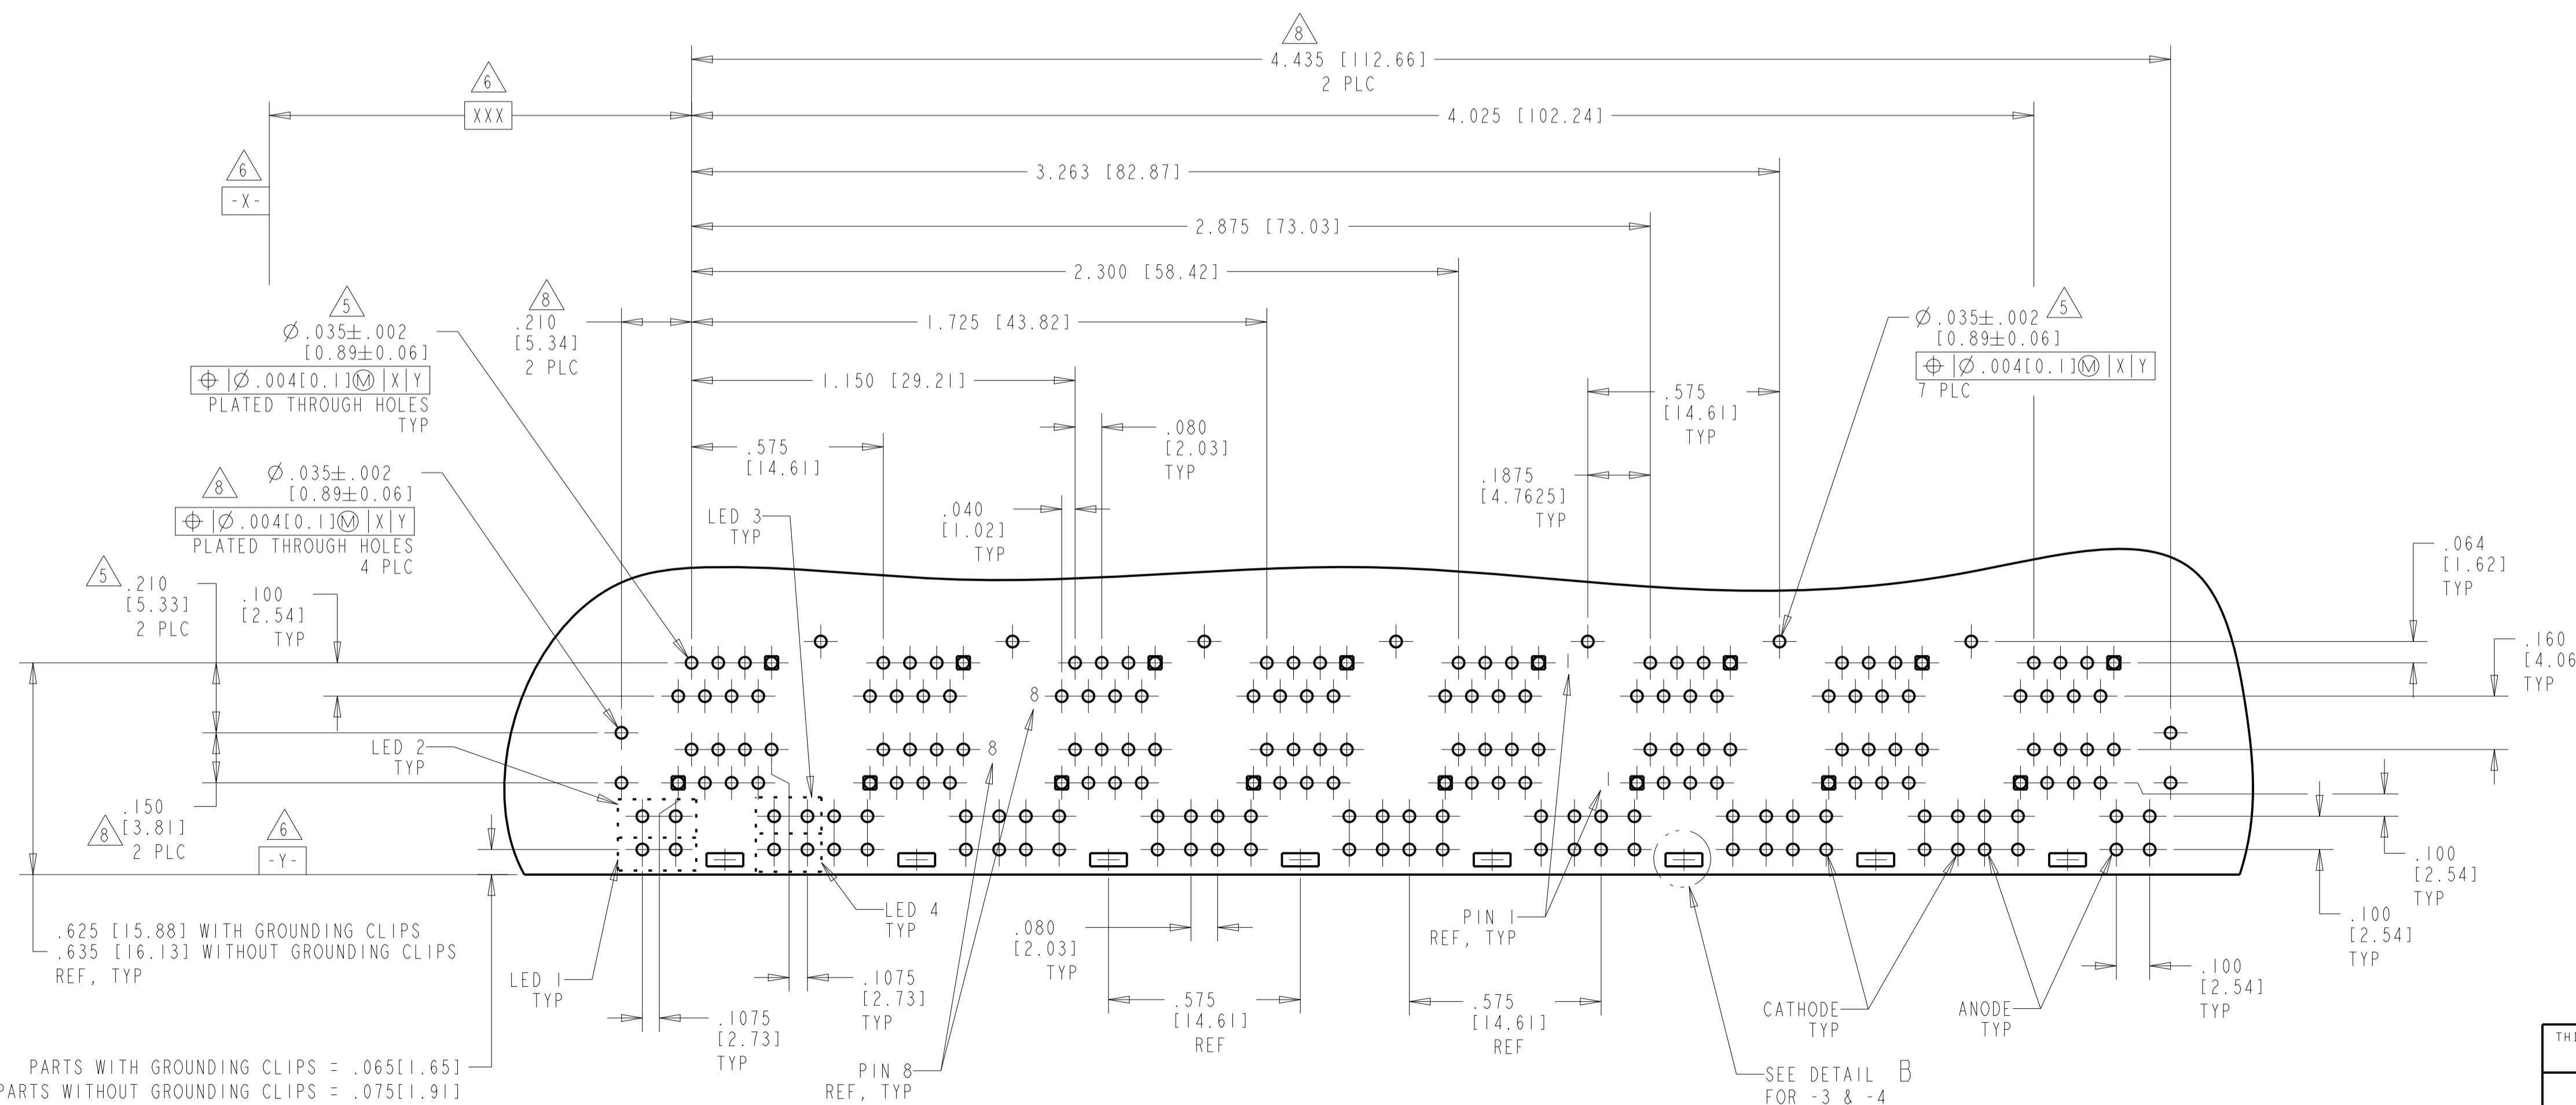 8
4.435 [112.66]
2 PLC
6
XXX
4.025 [102.24]
6
-X-
3.263 [82.87]
2.875 [73.03]
2.300 [58.42]
5
Ø.035±.002
[0.89±0.06]
⌖ Ø.004[0.1]Ⓜ X Y
PLATED THROUGH HOLES
TYP
8
.210
[5.34]
2 PLC
1.725 [43.82]
Ø.035±.002 5
[0.89±0.06]
⌖ Ø.004[0.1]Ⓜ X Y
7 PLC
1.150 [29.21]
.575
[14.61]
TYP
.080
[2.03]
TYP
.575
[14.61]
8
Ø.035±.002
[0.89±0.06]
⌖ Ø.004[0.1]Ⓜ X Y
PLATED THROUGH HOLES
4 PLC
.1875
[4.7625]
TYP
.040
[1.02]
TYP
LED 3
TYP
5
.210
[5.33]
2 PLC
.100
[2.54]
TYP
.064
[1.62]
TYP
.160
[4.06
TYP
1
8
8
1
LED 2
TYP
.150
[3.81]
2 PLC
8
6
-Y-
.100
[2.54]
TYP
.100
[2.54]
TYP
.100
[2.54]
TYP
.625 [15.88] WITH GROUNDING CLIPS
.635 [16.13] WITHOUT GROUNDING CLIPS
REF, TYP
LED 4
TYP
.080
[2.03]
TYP
PIN 1
REF, TYP
LED 1
TYP
.1075
[2.73]
TYP
.1075
[2.73]
TYP
.575
[14.61]
REF
.575
[14.61]
REF
CATHODE
TYP
ANODE
TYP
PARTS WITH GROUNDING CLIPS = .065[1.65]
PARTS WITHOUT GROUNDING CLIPS = .075[1.91]
PIN 8
REF, TYP
SEE DETAIL B
FOR -3 & -4
THI